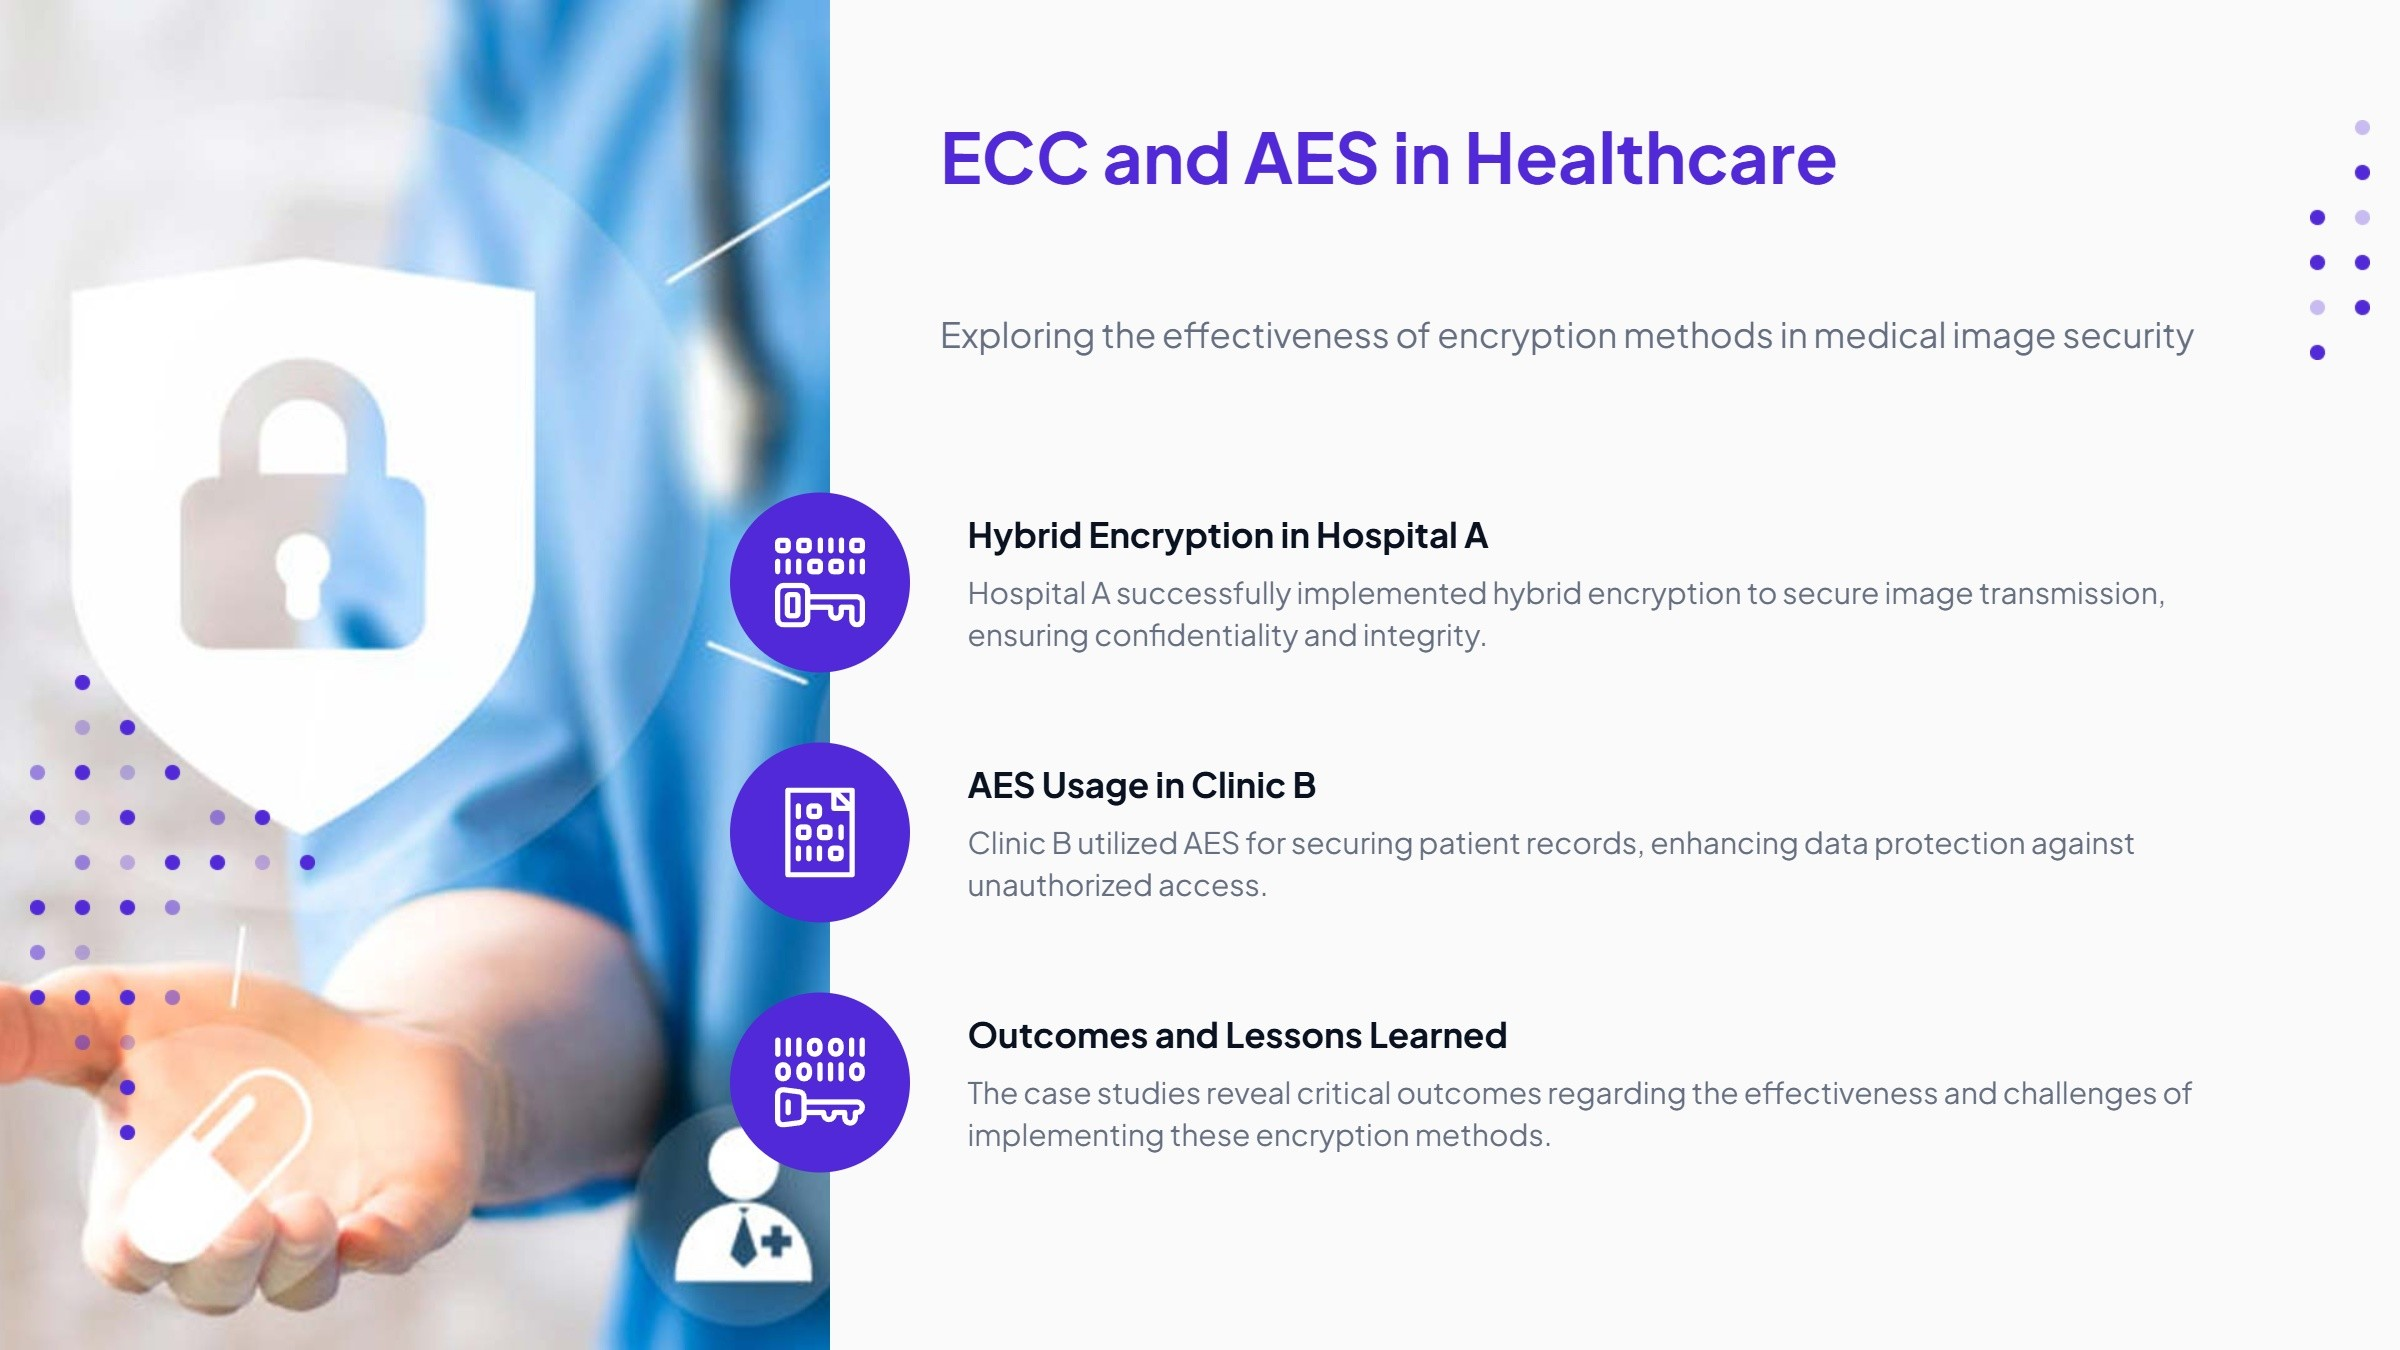 ECC and AES in Healthcare
Exploring the effectiveness of encryption methods in medical image security
Hybrid Encryption in Hospital A
Hospital A successfully implemented hybrid encryption to secure image transmission,
ensuring confidentiality and integrity.
AES Usage in Clinic B
Clinic B utilized AES for securing patient records, enhancing data protection against
unauthorized access.
Outcomes and Lessons Learned
The case studies reveal critical outcomes regarding the effectiveness and challenges of
implementing these encryption methods.